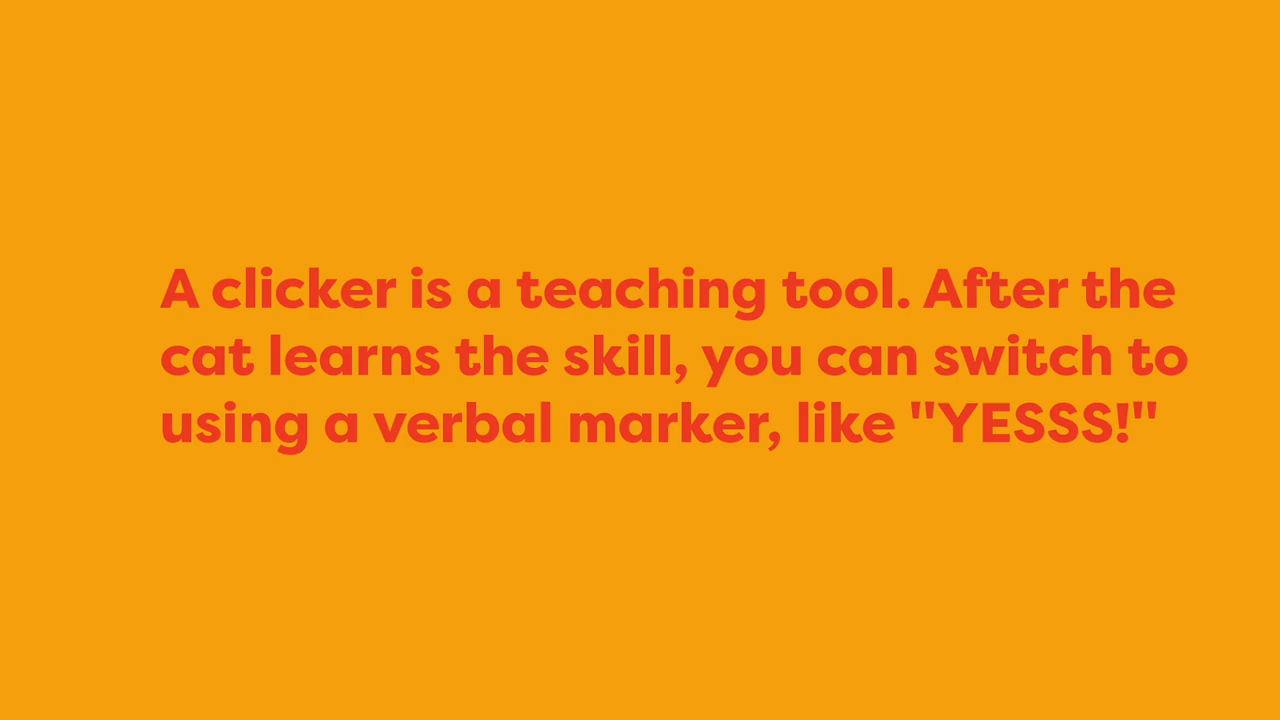 A clicker is a teaching tool. After the
cat learns the skill, you can switch to
using a verbal marker, like "YESSS!"